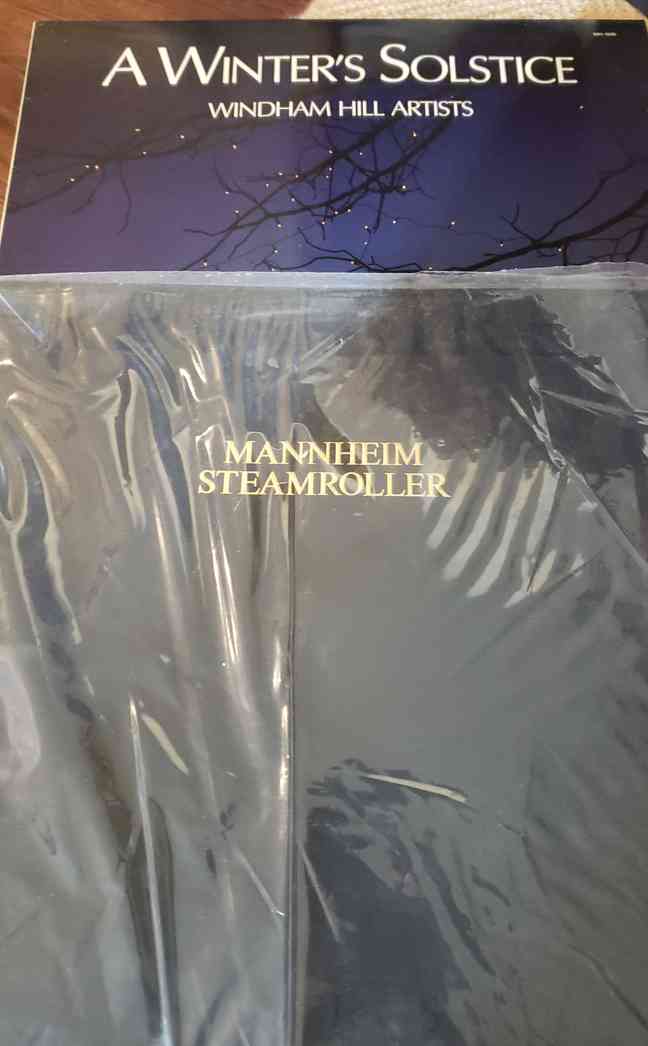 A WINTER'S SOLSTICE
WINDHAM HILL ARTISTS
MANNHEIM
STEAMROLLER